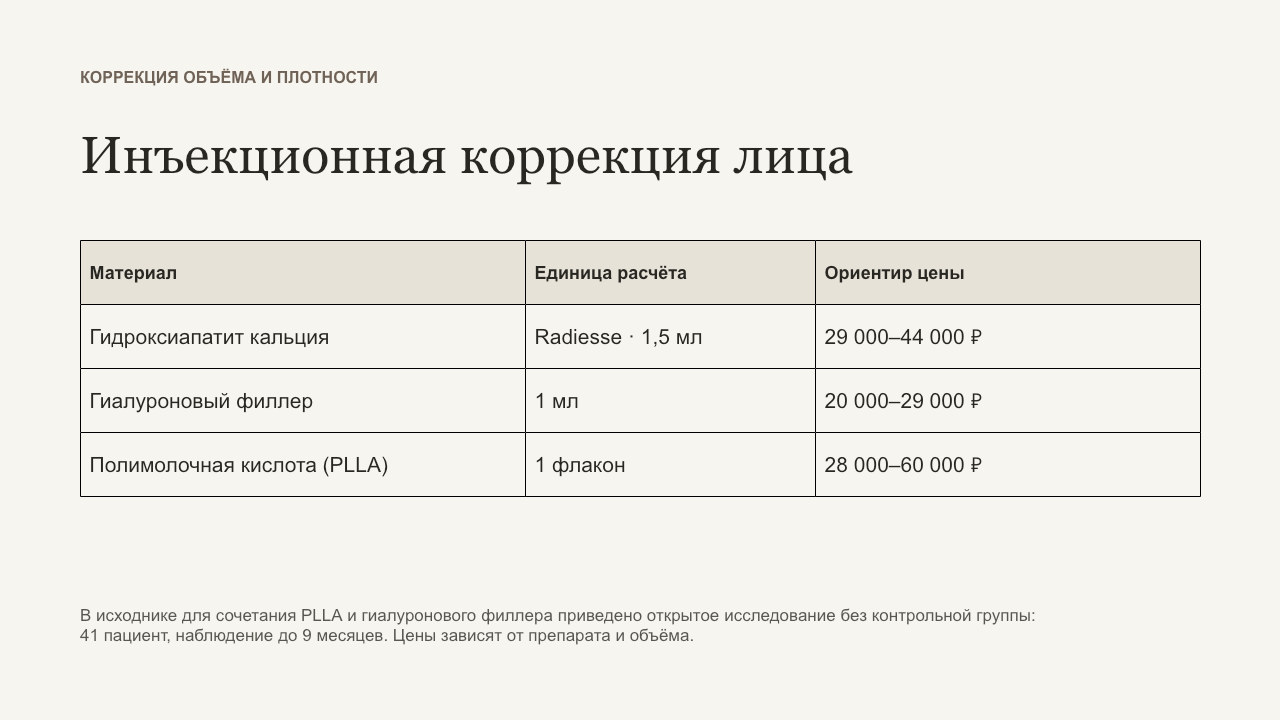 КОРРЕКЦИЯ ОБЪЁМА И ПЛОТНОСТИ
Инъекционная коррекция лица
Материал Единица расчёта Ориентир цены
Гидроксиапатит кальция Radiesse · 1,5 мл 29 000–44 000 ₽
Гиалуроновый филлер 1 мл 20 000–29 000 ₽
Полимолочная кислота (PLLA) 1 флакон 28 000–60 000 ₽
В исходнике для сочетания PLLA и гиалуронового филлера приведено открытое исследование без контрольной группы:
41 пациент, наблюдение до 9 месяцев. Цены зависят от препарата и объёма.